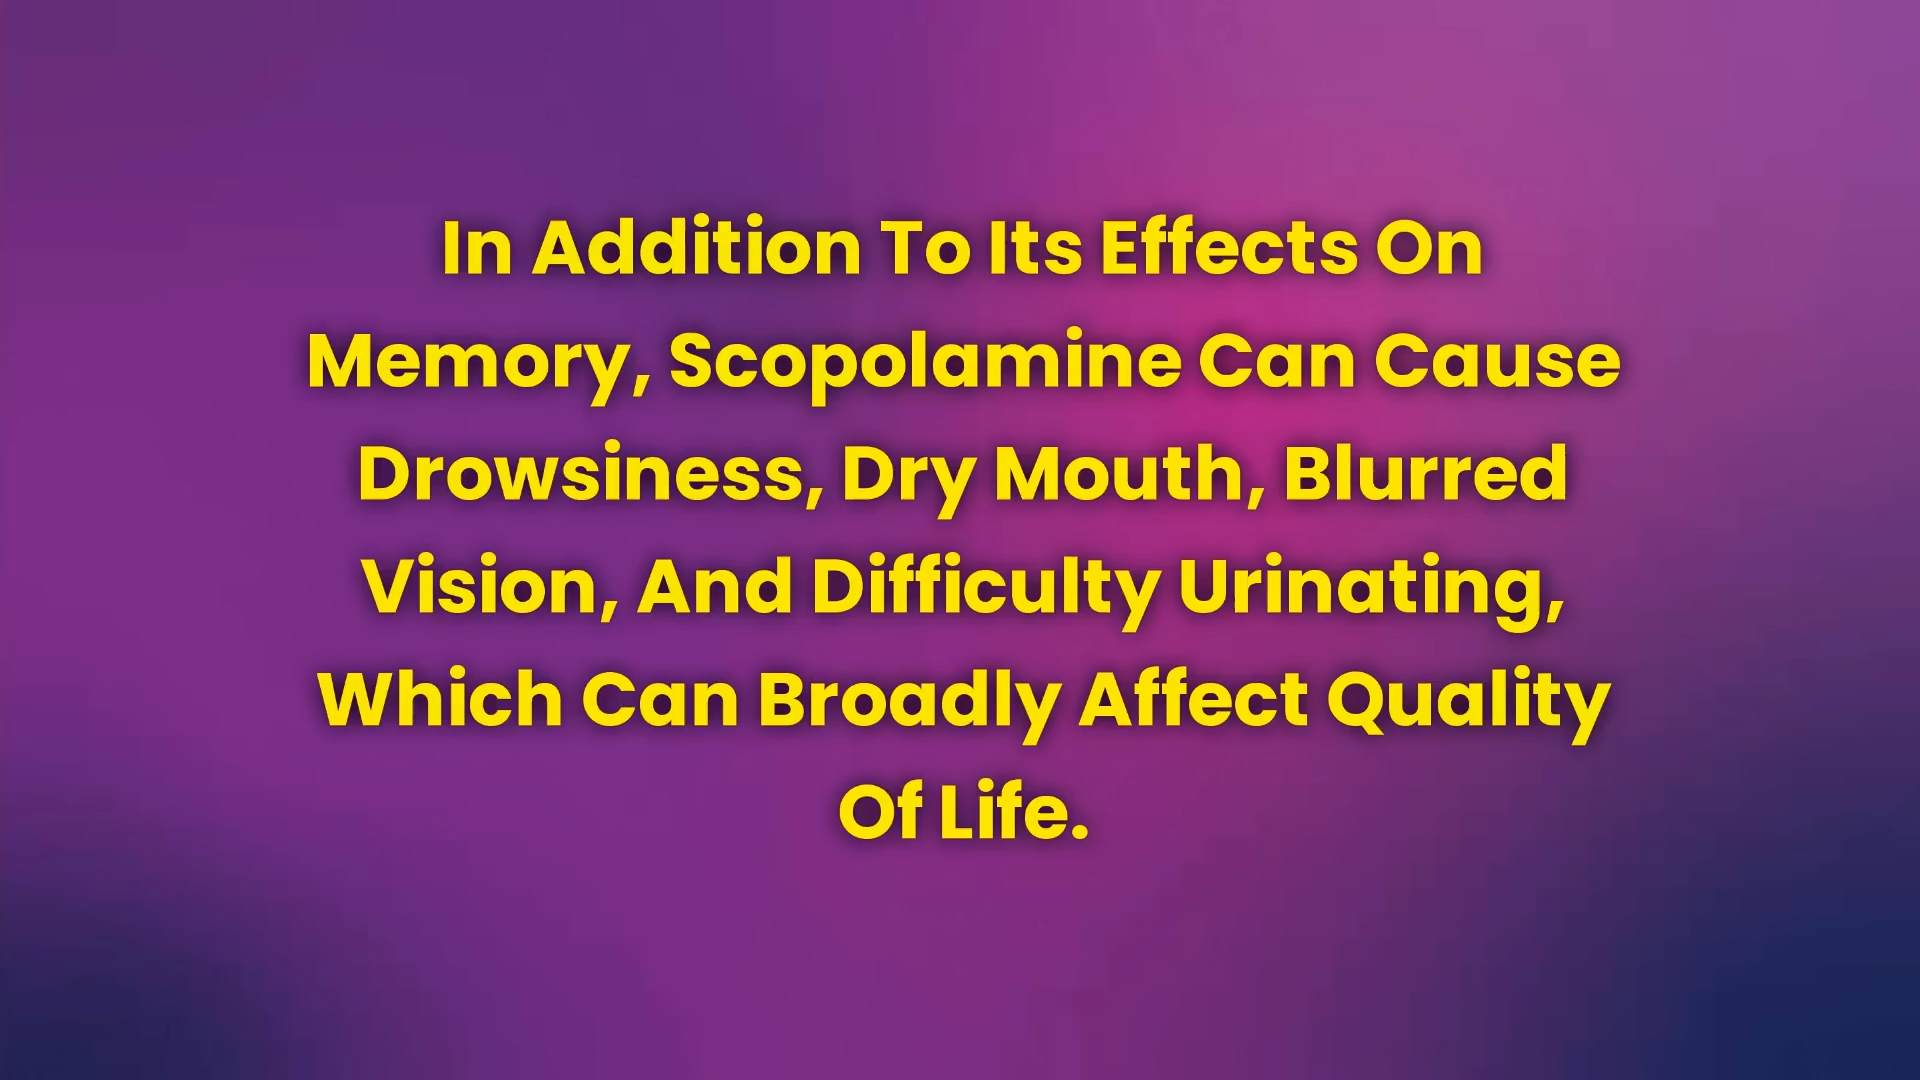 In Addition To Its Effects On
Memory, Scopolamine Can Cause
Drowsiness, Dry Mouth, Blurred
Vision, And Difficulty Urinating,
Which Can Broadly Affect Quality
Of Life.